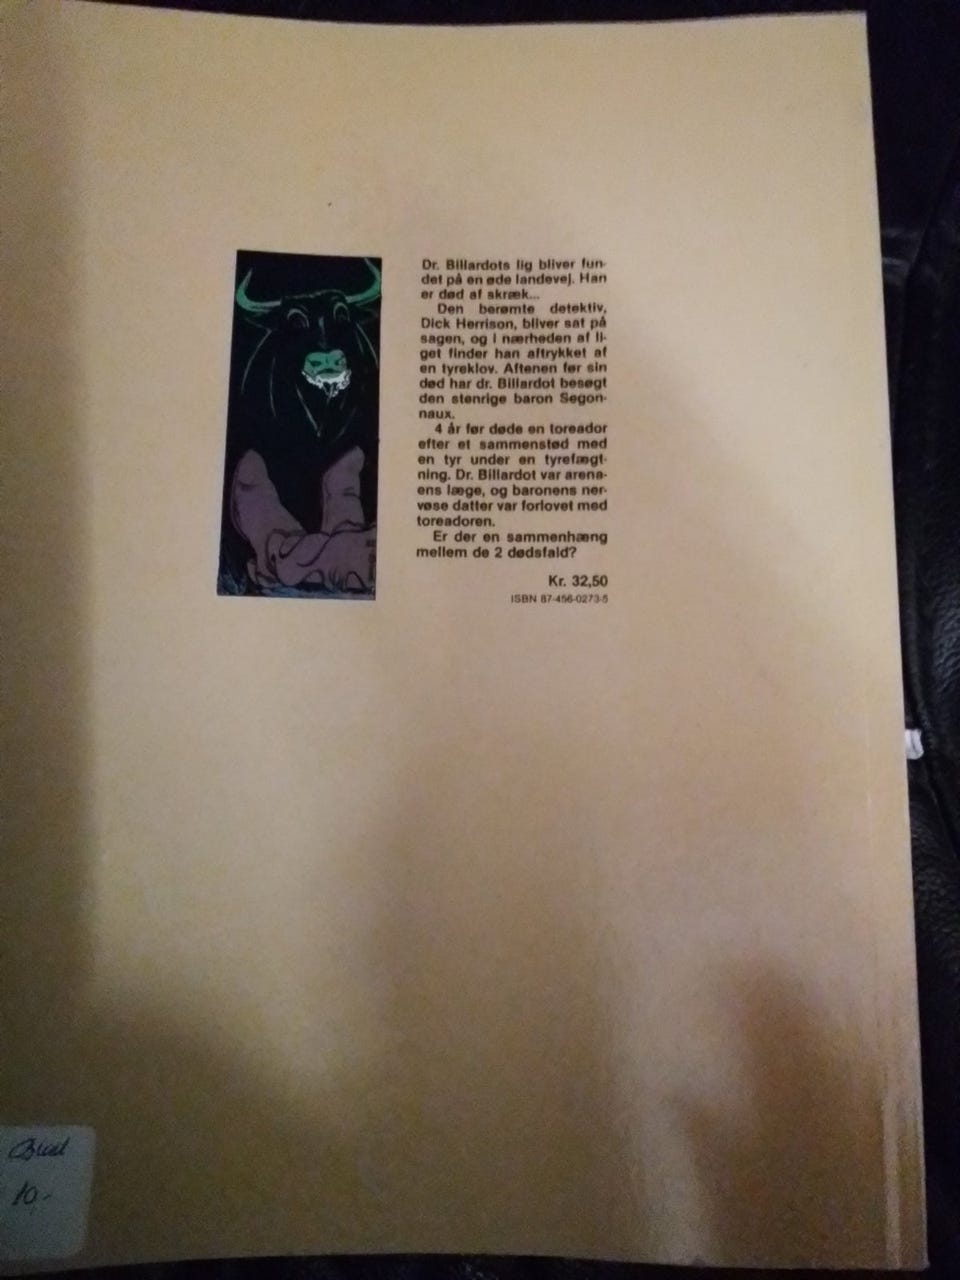 Dr. Billardots lig bliver fun-
det på en øde landevej. Han
er død af skræk...
Den berømte detektiv,
Dick Herrison, bliver sat på
sagen, og i nærheden af li-
get finder han aftrykket af
en tyreklov. Aftenen før sin
død har dr. Billardot besøgt
den stenrige baron Segon-
naux.
4 år før døde en toreador
efter et sammenstød med
en tyr under en tyrefægt-
ning. Dr. Billardot var arena-
ens læge, og baronens ner-
vøse datter var forlovet med
toreadoren.
Er der en sammenhæng
mellem de 2 dødsfald?
Kr. 32,50
ISBN 87-456-0273-5
10,-